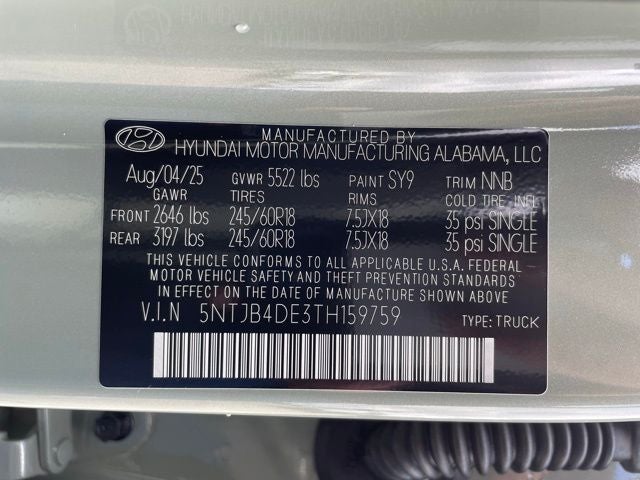 MANUFACTURED BY
HYUNDAI MOTOR MANUFACTURING ALABAMA, LLC
Aug/04/25 GVWR 5522 lbs PAINT SY9 TRIM NNB
GAWR TIRES RIMS COLD TIRE INF.
FRONT 2646 lbs 245/60R18 7.5JX18 35 psi SINGLE
REAR 3197 lbs 245/60R18 7.5JX18 35 psi SINGLE
THIS VEHICLE CONFORMS TO ALL APPLICABLE U.S.A. FEDERAL
MOTOR VEHICLE SAFETY AND THEFT PREVENTION STANDARDS
IN EFFECT ON THE DATE OF MANUFACTURE SHOWN ABOVE
V.I.N 5NTJB4DE3TH159759 TYPE: TRUCK